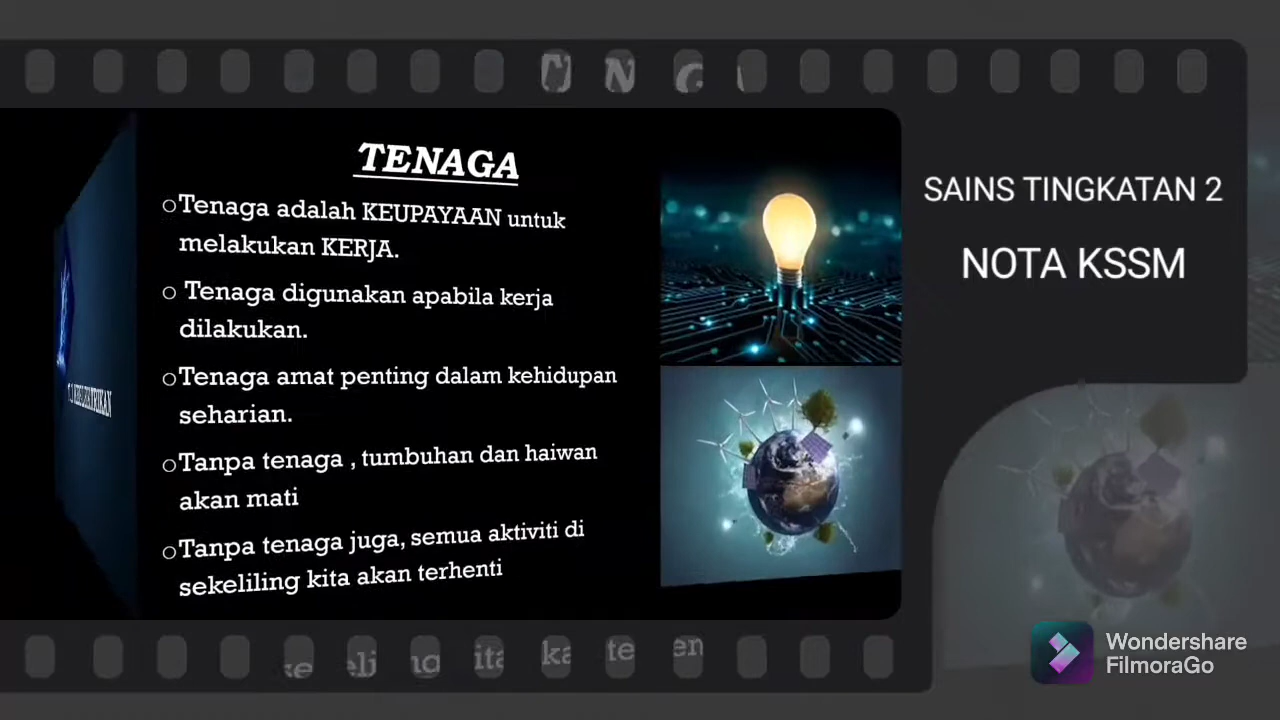 TENAGA
Tenaga adalah KEUPAYAAN untuk
melakukan KERJA.
Tenaga digunakan apabila kerja
dilakukan.
Tenaga amat penting dalam kehidupan
seharian.
Tanpa tenaga , tumbuhan dan haiwan
akan mati
Tanpa tenaga juga, semua aktiviti di
sekeliling kita akan terhenti
SAINS TINGKATAN 2
NOTA KSSM
Wondershare
FilmoraGo